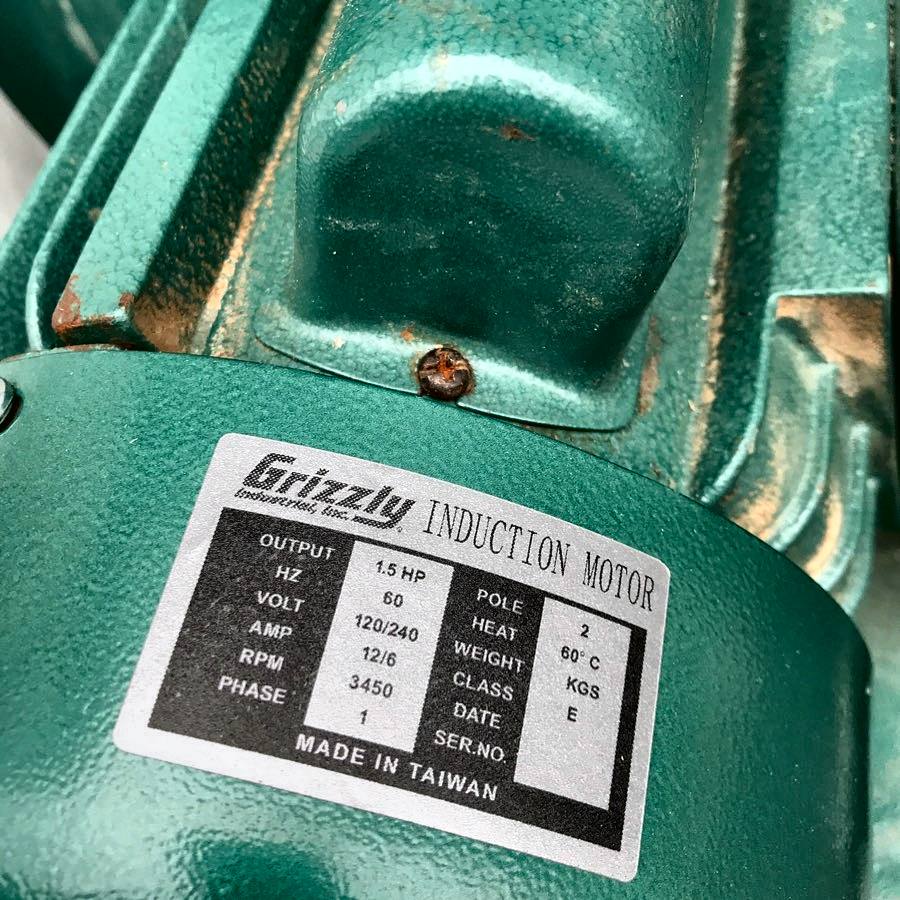 Grizzly
Industrial, Inc.
INDUCTION MOTOR
OUTPUT 1.5 HP
HZ 60
VOLT 120/240
AMP 12/6
RPM 3450
PHASE 1
POLE 2
HEAT 60° C
WEIGHT KGS
CLASS E
DATE
SER.NO.
MADE IN TAIWAN